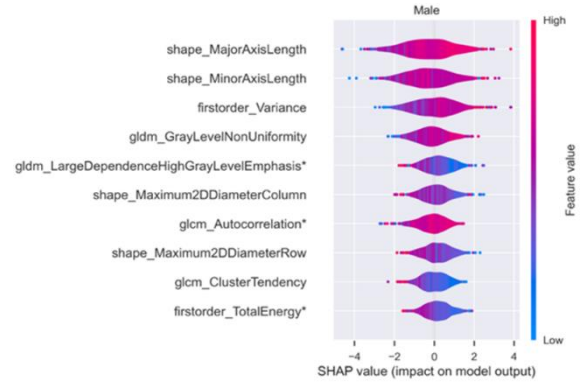 Male
High
shape_MajorAxisLength
shape_MinorAxisLength
firstorder_Variance
gldm_GrayLevelNonUniformity
gldm_LargeDependenceHighGrayLevelEmphasis*
shape_Maximum2DDiameterColumn
glcm_Autocorrelation*
shape_Maximum2DDiameterRow
glcm_ClusterTendency
firstorder_TotalEnergy*
Feature value
Low
−4 −2 0 2 4
SHAP value (impact on model output)